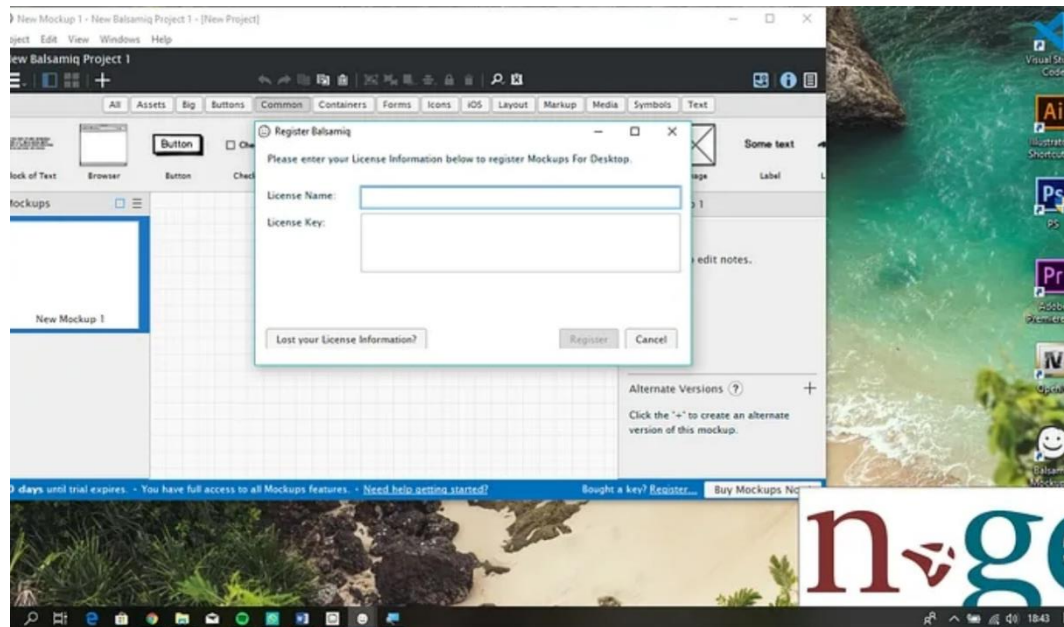 New Mockup 1 - New Balsamiq Project 1 - [New Project]
Edit View Windows Help
Balsamiq Project 1
All Assets Big Buttons Common Containers Forms Icons iOS Layout Markup Media Symbols Text
Register Balsamiq
Please enter your License Information below to register Mockups For Desktop.
License Name:
License Key:
Lost your License Information? Register Cancel
Button
Some text
of Text Browser Button Label
New Mockup 1
edit notes.
Alternate Versions ?
Click the "+" to create an alternate
version of this mockup.
days until trial expires. - You have full access to all Mockups features. - Need help getting started? Bought a key? Register... Buy Mockups
Visual
Code
Ai
Shortcut
Ps
PS
Pr
N
18:43